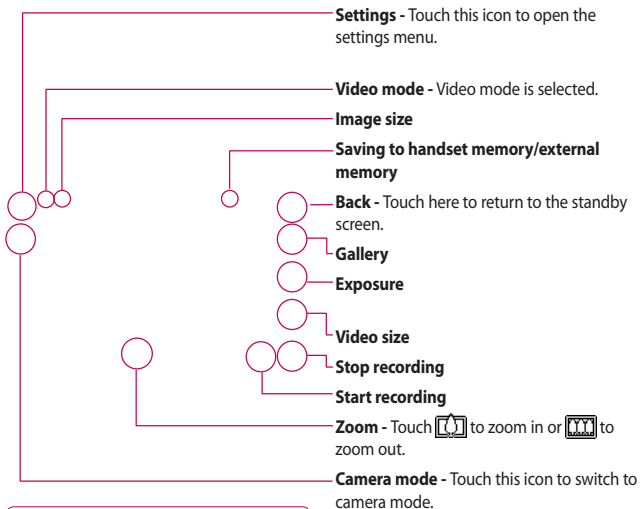 Settings - Touch this icon to open the
settings menu.
Video mode - Video mode is selected.
Image size
Saving to handset memory/external
memory
Back - Touch here to return to the standby
screen.
Gallery
Exposure
Video size
Stop recording
Start recording
Zoom - Touch to zoom in or to
zoom out.
Camera mode - Touch this icon to switch to
camera mode.